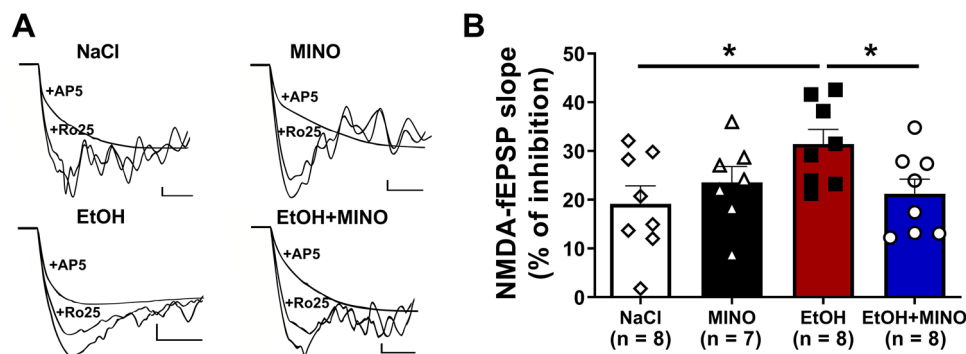 A
NaCl
+AP5
+Ro25
MINO
+AP5
+Ro25
EtOH
+AP5
+Ro25
EtOH+MINO
+AP5
+Ro25
B
NMDA-fEPSP slope
(% of inhibition)
50
40
30
20
10
0
*
*
NaCl
(n = 8)
MINO
(n = 7)
EtOH
(n = 8)
EtOH+MINO
(n = 8)